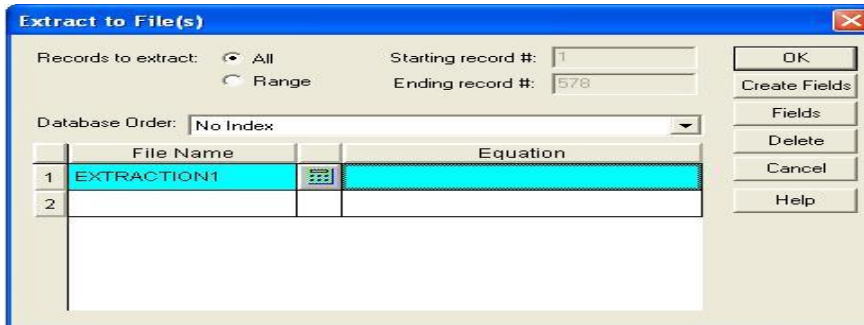 Extract to File(s)
Records to extract: All Starting record #: 1 OK
Range Ending record #: 578 Create Fields
Database Order: No Index Fields
File Name Equation Delete
1 EXTRACTION1 Cancel
2 Help